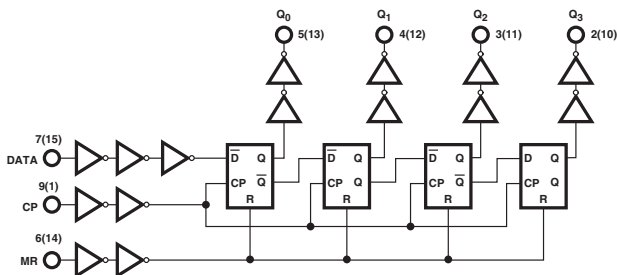 Q₀ Q₁ Q₂ Q₃
5(13) 4(12) 3(11) 2(10)
7(15)
DATA
D̅ Q D̅ Q D̅ Q D Q
9(1)
CP
CP Q̅ CP Q CP Q̅ CP
R R R R
6(14)
MR